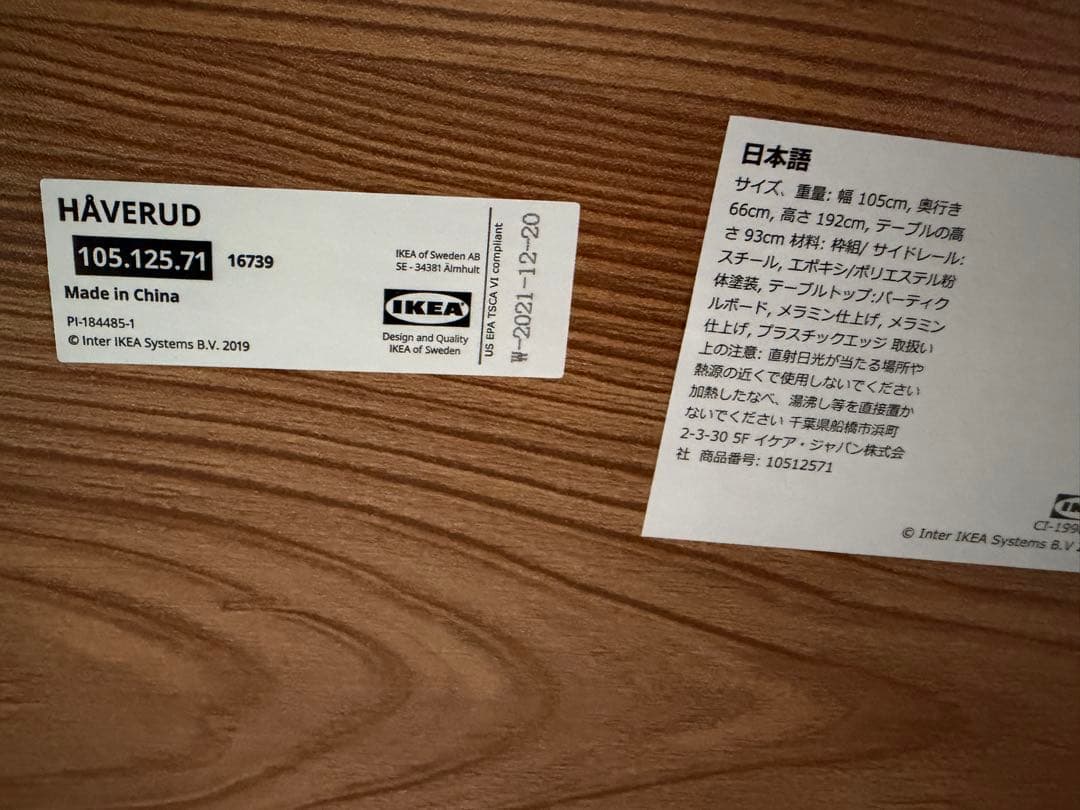 HÅVERUD
105.125.71 16739
Made in China
PI-184485-1
© Inter IKEA Systems B.V. 2019
IKEA of Sweden AB
SE - 34381 Älmhult
IKEA
Design and Quality
IKEA of Sweden
US EPA TSCA VI compliant
W-2021-12-20
日本語
サイズ、重量: 幅 105cm, 奥行き
66cm, 高さ 192cm, テーブルの高
さ 93cm 材料: 枠組/ サイドレール:
スチール, エポキシ/ポリエステル粉
体塗装, テーブルトップ:パーティク
ルボード, メラミン仕上げ, メラミン
仕上げ, プラスチックエッジ 取扱い
上の注意: 直射日光が当たる場所や
熱源の近くで使用しないでください
加熱したなべ、湯沸し等を直接置か
ないでください 千葉県船橋市浜町
2-3-30 5F イケア・ジャパン株式会
社 商品番号: 10512571
© Inter IKEA Systems B.V